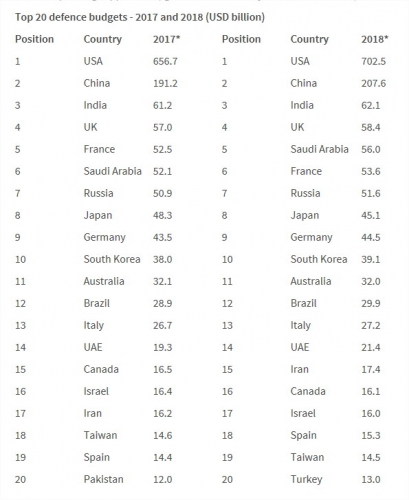 Top 20 defence budgets - 2017 and 2018 (USD billion)
Position Country 2017* Position Country 2018*
1 USA 656.7 1 USA 702.5
2 China 191.2 2 China 207.6
3 India 61.2 3 India 62.1
4 UK 57.0 4 UK 58.4
5 France 52.5 5 Saudi Arabia 56.0
6 Saudi Arabia 52.1 6 France 53.6
7 Russia 50.9 7 Russia 51.6
8 Japan 48.3 8 Japan 45.1
9 Germany 43.5 9 Germany 44.5
10 South Korea 38.0 10 South Korea 39.1
11 Australia 32.1 11 Australia 32.0
12 Brazil 28.9 12 Brazil 29.9
13 Italy 26.7 13 Italy 27.2
14 UAE 19.3 14 UAE 21.4
15 Canada 16.5 15 Iran 17.4
16 Israel 16.4 16 Canada 16.1
17 Iran 16.2 17 Israel 16.0
18 Taiwan 14.6 18 Spain 15.3
19 Spain 14.4 19 Taiwan 14.5
20 Pakistan 12.0 20 Turkey 13.0